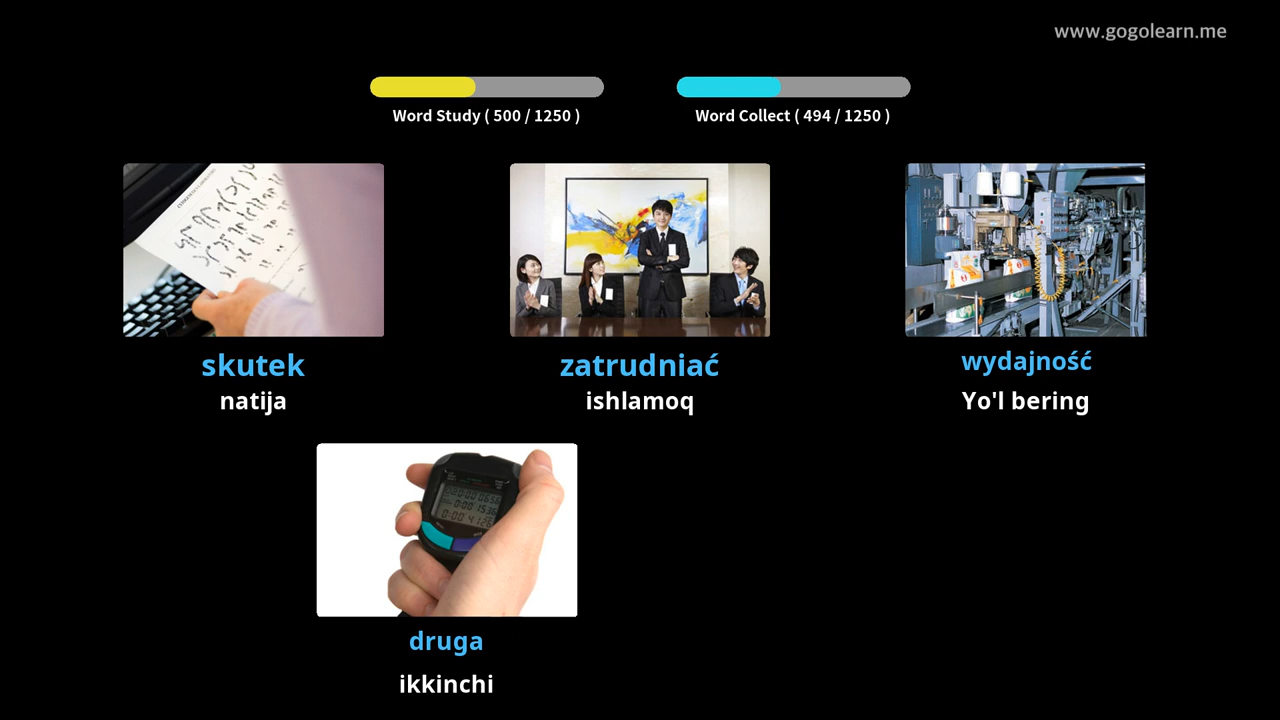 www.gogolearn.me
Word Study ( 500 / 1250 )
Word Collect ( 494 / 1250 )
skutek
natija
zatrudniać
ishlamoq
wydajność
Yo'l bering
druga
ikkinchi